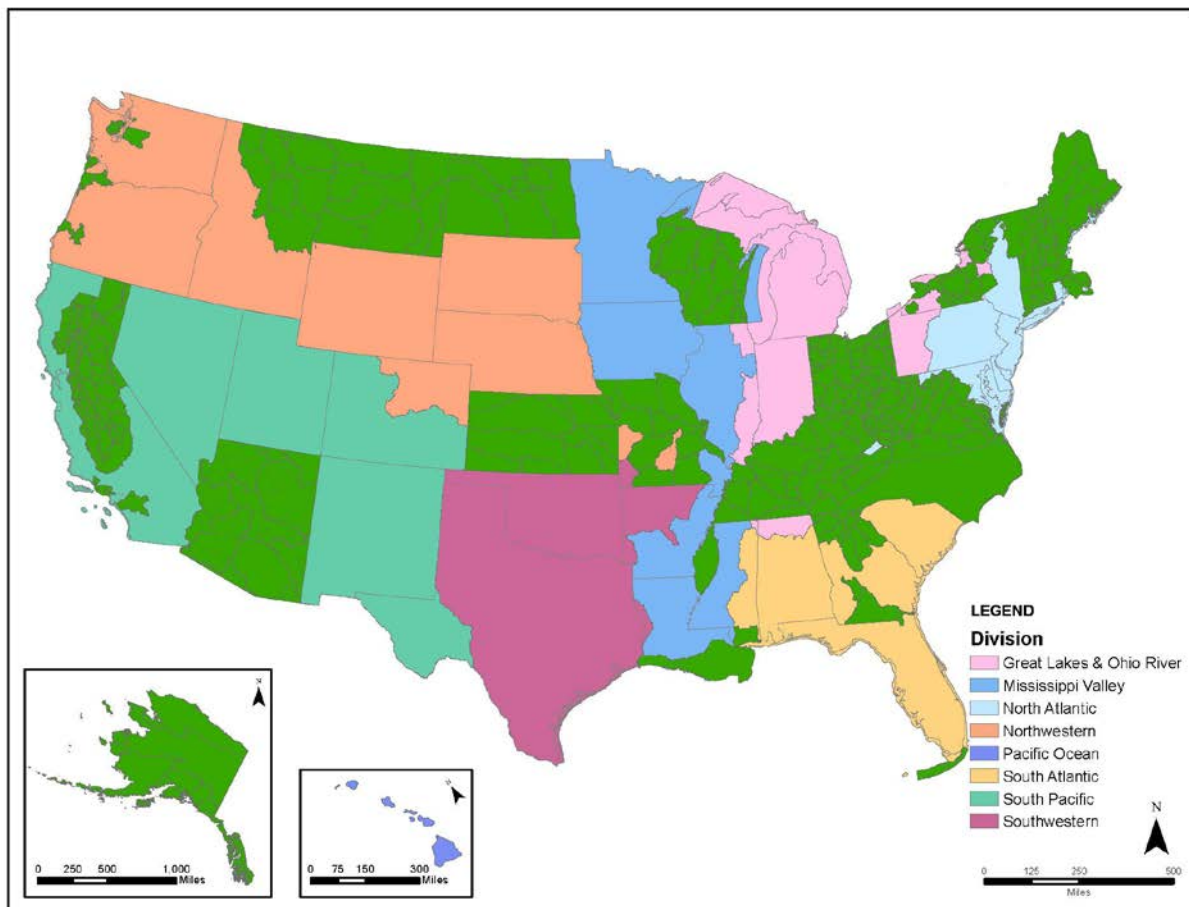 LEGEND
Division
Great Lakes & Ohio River
Mississippi Valley
North Atlantic
Northwestern
Pacific Ocean
South Atlantic
South Pacific
Southwestern
N
0 250 500 1,000
Miles
0 75 150 300
Miles
N
0 125 250 500
Miles